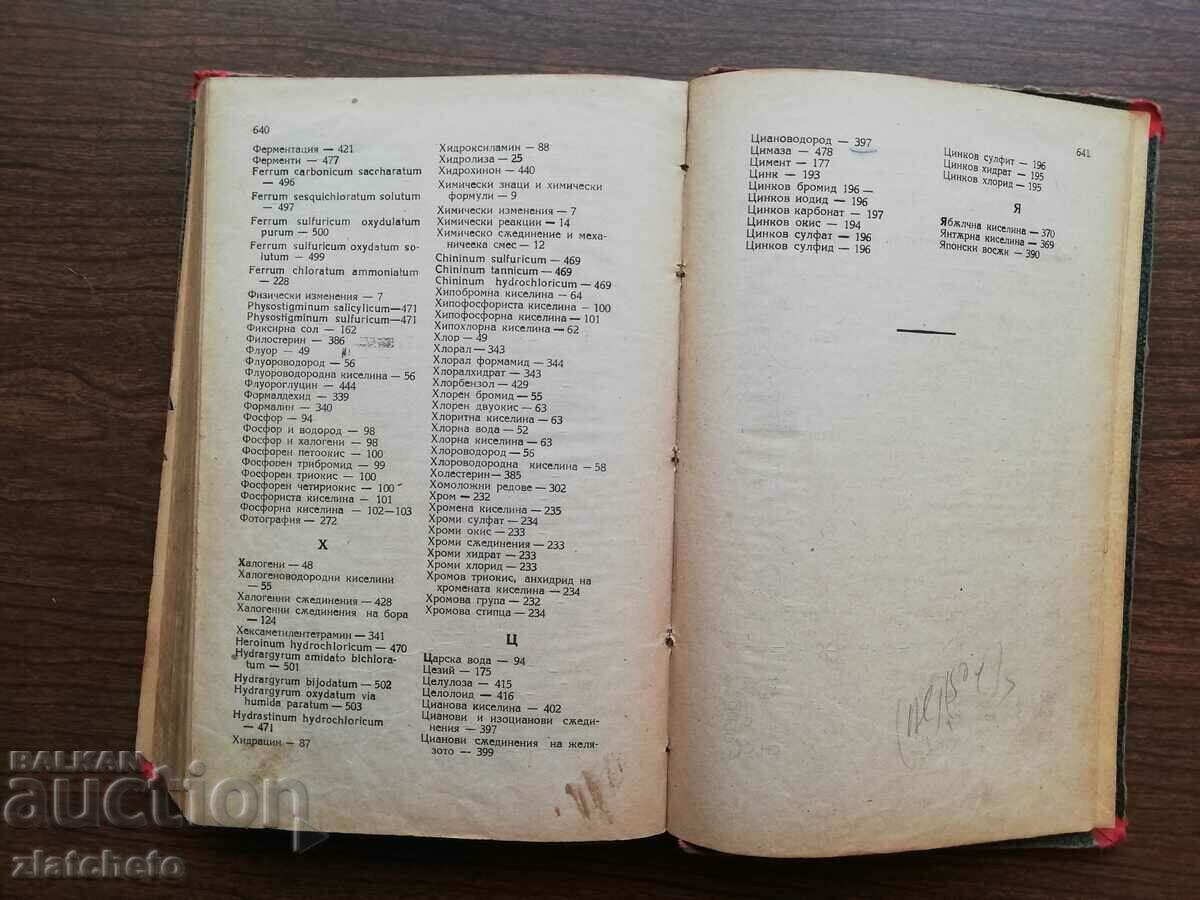 640
Ферментация — 421
Ферменти — 477
Ferrum carbonicum saccharatum
— 496
Ferrum sesquichloratum solutum
— 497
Ferrum sulfuricum oxydulatum
purum — 500
Ferrum sulfuricum oxydatum so-
lutum — 499
Ferrum chloratum ammoniatum
— 228
Физически изменения — 7
Physostigminum salicylicum—471
Physostigminum sulfuricum—471
Фиксирна сол — 162
Филостерин — 386
Флуор — 49
Флуороводород — 56
Флуороводородна киселина — 56
Флуороглуцин — 444
Формалдехид — 339
Формалин — 340
Фосфор — 94
Фосфор и водород — 98
Фосфор и халогени — 98
Фосфорен петоокис — 100
Фосфорен трибромид — 99
Фосфорен триокис — 100
Фосфорен четириокис — 100
Фосфориста киселина — 101
Фосфорна киселина — 102—103
Фотография — 272
Х
Халогени — 48
Халогеноводородни киселини
— 55
Халогенни сѫединения — 428
Халогенни сѫединения на бора
— 124
Хексаметилентетрамин — 341
Heroinum hydrochloricum — 470
Hydrargyrum amidato bichlora-
tum — 501
Hydrargyrum bijodatum — 502
Hydrargyrum oxydatum via
humida paratum — 503
Hydrastinum hydrochloricum
— 471
Хидрацин — 87
Хидроксиламин — 88
Хидролиза — 25
Хидрохинон — 440
Химически знаци и химически
формули — 9
Химически изменения — 7
Химически реакции — 14
Химическо сѫединение и меха-
ничеека смес — 12
Chininum sulfuricum — 469
Chininum tannicum — 469
Chininum hydrochloricum — 469
Хипобромна киселина — 64
Хипофосфориста киселина — 100
Хипофосфорна киселина — 101
Хипохлорна киселина — 62
Хлор — 49
Хлорал — 343
Хлорал формамид — 344
Хлоралхидрат — 343
Хлорбензол — 429
Хлорен бромид — 55
Хлорен двуокис — 63
Хлоритна киселина — 63
Хлорна вода — 52
Хлорна киселина — 63
Хлороводород — 56
Хлороводородна киселина — 58
Холестерин— 385
Хомоложни редове — 302
Хром — 232
Хромена киселина — 235
Хроми сулфат — 234
Хроми окис — 233
Хроми сѫединения — 233
Хроми хидрат — 233
Хроми хлорид — 233
Хромов триокис, анхидрид на
хромената киселина — 234
Хромова група — 232
Хромова стипца — 234
Ц
Царска вода — 94
Цезий — 175
Целулоза — 415
Целолоид — 416
Цианова киселина — 402
Цианови и изоцианови сѫеди-
нения — 397
Цианови сѫединения на желя-
зото — 399
641
Циановодород — 397
Цимаза — 478
Цимент — 177
Цинк — 193
Цинков бромид 196 —
Цинков иодид — 196
Цинков карбонат — 197
Цинков окис — 194
Цинков сулфат — 196
Цинков сулфид — 196
Цинков сулфит — 196
Цинков хидрат — 195
Цинков хлорид — 195
Я
Ябѫлчна киселина — 370
Янтѫрна киселина — 369
Японски восѫк — 390
BALKAN
auction
zlatcheto